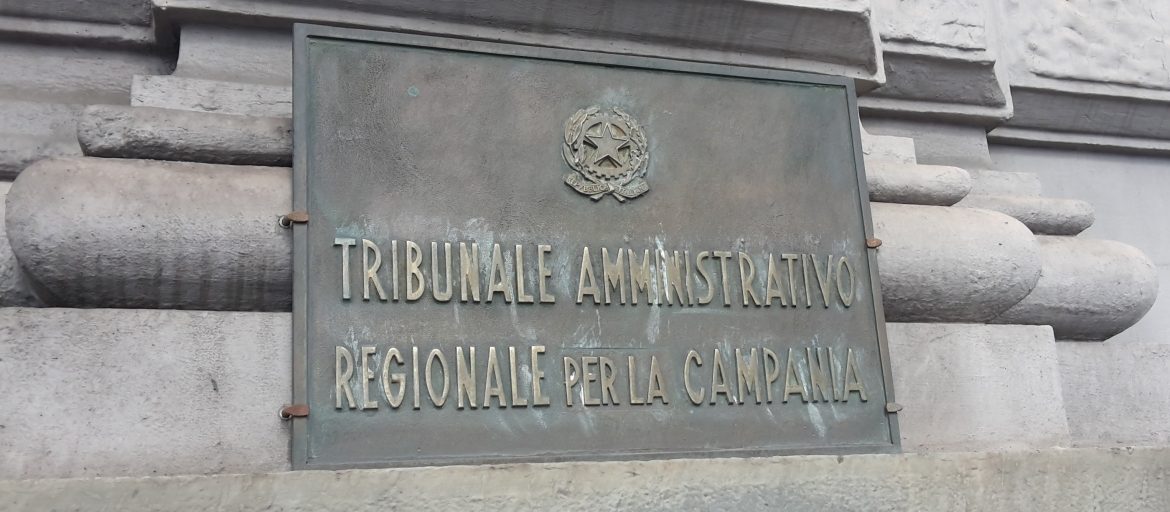 TRIBUNALE AMMINISTRATIVO
REGIONALE PER LA CAMPANIA